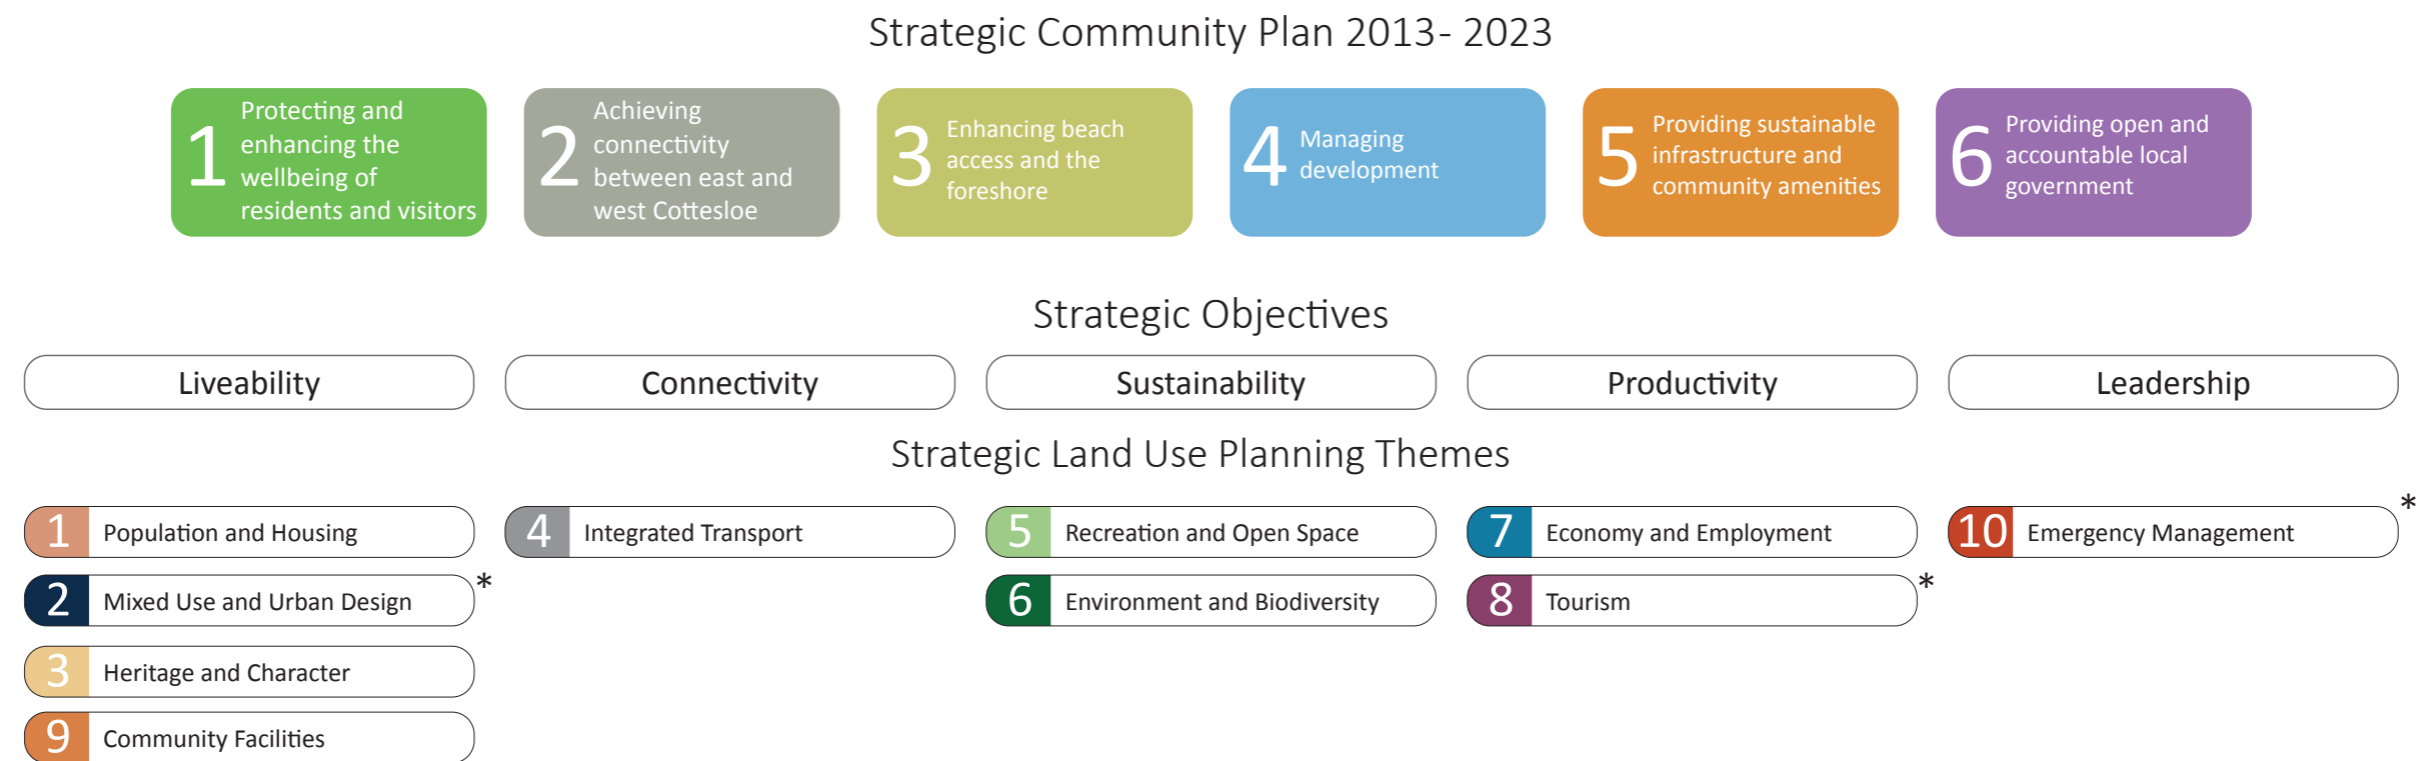 Strategic Community Plan 2013- 2023
1
Protecting and
enhancing the
wellbeing of
residents and visitors
2
Achieving
connectivity
between east and
west Cottesloe
3
Enhancing beach
access and the
foreshore
4
Managing
development
5
Providing sustainable
infrastructure and
community amenities
6
Providing open and
accountable local
government
Strategic Objectives
Liveability
Connectivity
Sustainability
Productivity
Leadership
Strategic Land Use Planning Themes
1 Population and Housing
2 Mixed Use and Urban Design *
3 Heritage and Character
9 Community Facilities
4 Integrated Transport
5 Recreation and Open Space
6 Environment and Biodiversity
7 Economy and Employment
8 Tourism *
10 Emergency Management *